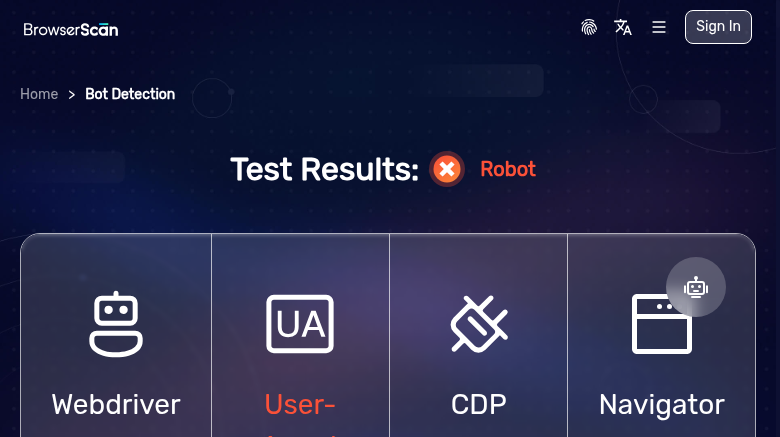 BrowserScan
Sign In
Home > Bot Detection
Test Results: Robot
UA
Webdriver
User-
CDP
Navigator